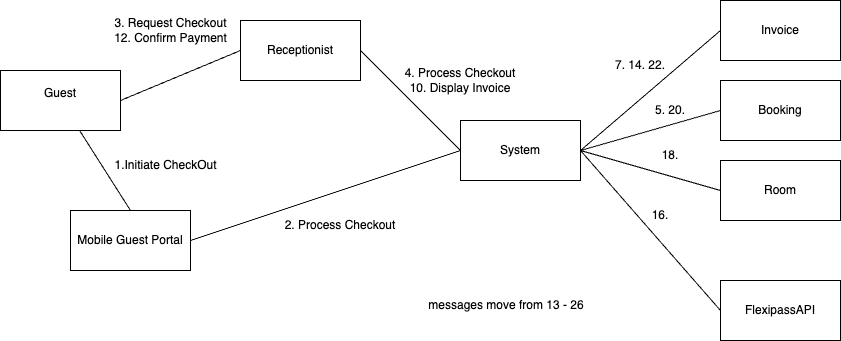 3. Request Checkout
12. Confirm Payment
Receptionist
Invoice
Guest
4. Process Checkout
10. Display Invoice
7. 14. 22.
5. 20.
Booking
System
18.
Room
1.Initiate CheckOut
16.
2. Process Checkout
Mobile Guest Portal
messages move from 13 - 26
FlexipassAPI